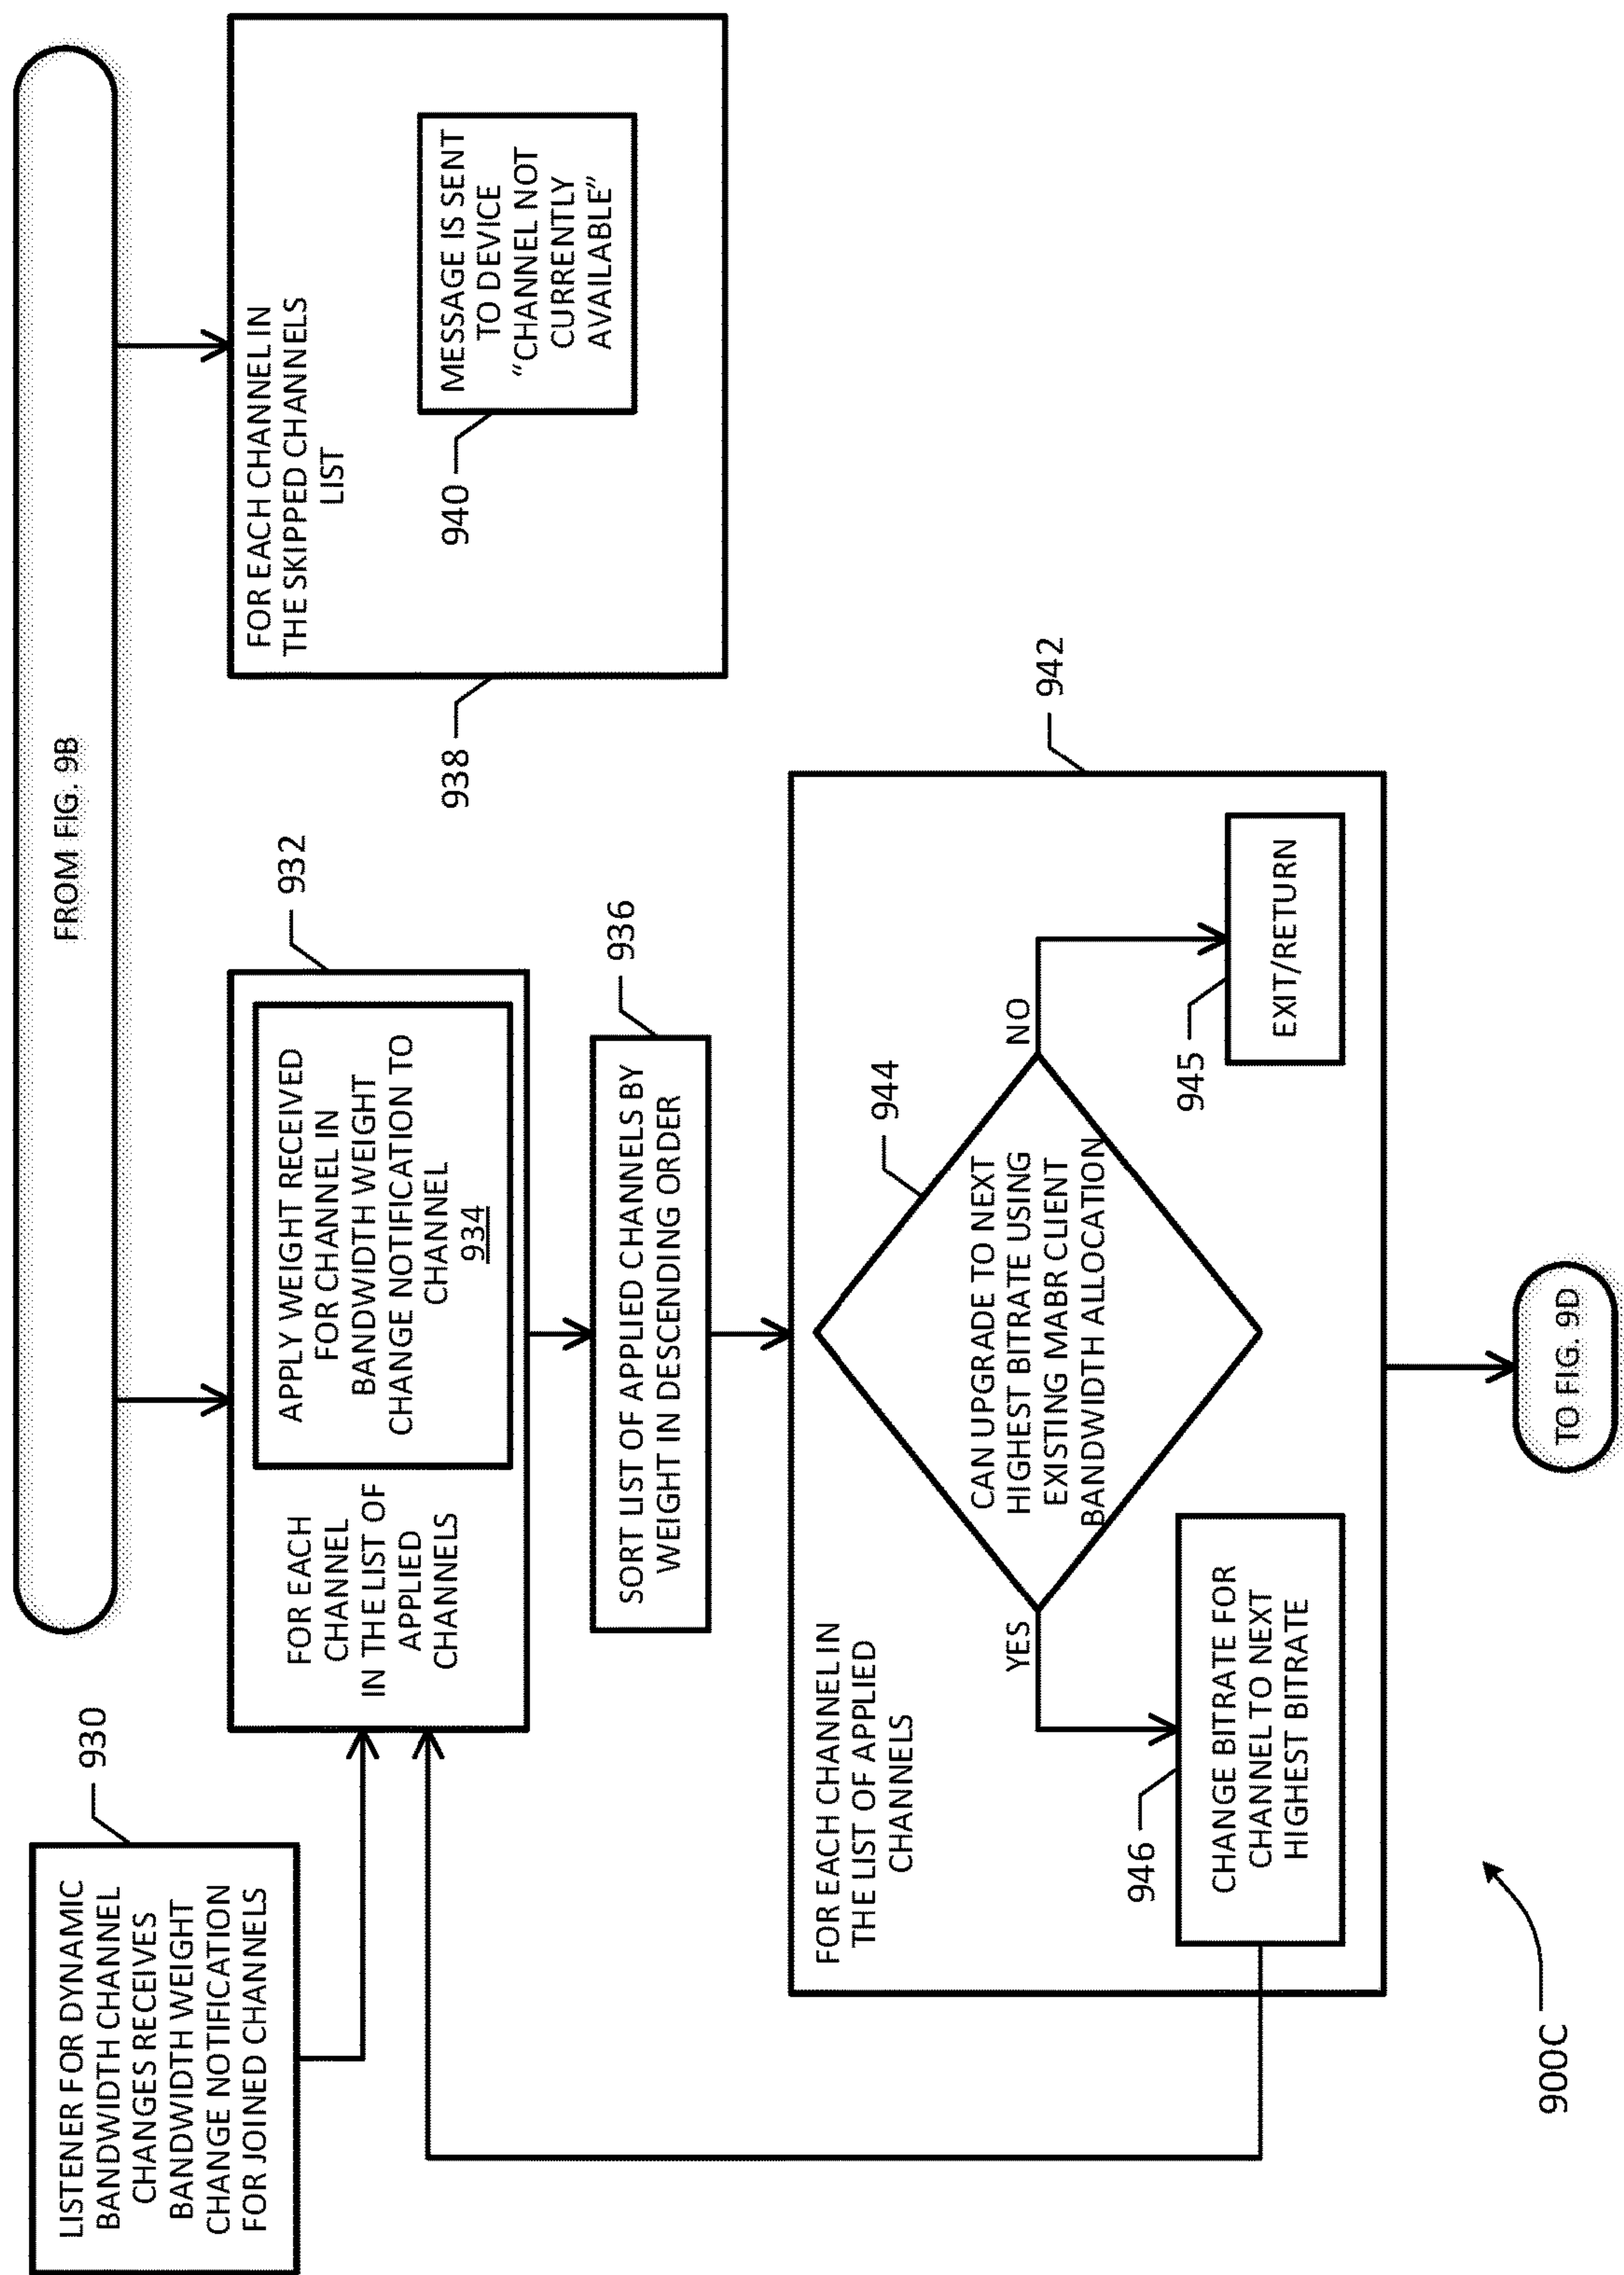 FROM FIG. 9B
LISTENER FOR DYNAMIC
BANDWIDTH CHANNEL
CHANGES RECEIVES
BANDWIDTH WEIGHT
CHANGE NOTIFICATION
FOR JOINED CHANNELS
930
FOR EACH
CHANNEL
IN THE LIST OF
APPLIED
CHANNELS
APPLY WEIGHT RECEIVED
FOR CHANNEL IN
BANDWIDTH WEIGHT
CHANGE NOTIFICATION TO
CHANNEL
934
932
FOR EACH CHANNEL IN
THE SKIPPED CHANNELS
LIST
MESSAGE IS SENT
TO DEVICE
“CHANNEL NOT
CURRENTLY
AVAILABLE”
940
938
SORT LIST OF APPLIED CHANNELS BY
WEIGHT IN DESCENDING ORDER
936
FOR EACH CHANNEL IN
THE LIST OF APPLIED
CHANNELS
942
944
CAN UPGRADE TO NEXT
HIGHEST BITRATE USING
EXISTING MABR CLIENT
BANDWIDTH ALLOCATION
YES
NO
946
CHANGE BITRATE FOR
CHANNEL TO NEXT
HIGHEST BITRATE
945
EXIT/RETURN
900C
TO FIG. 9D